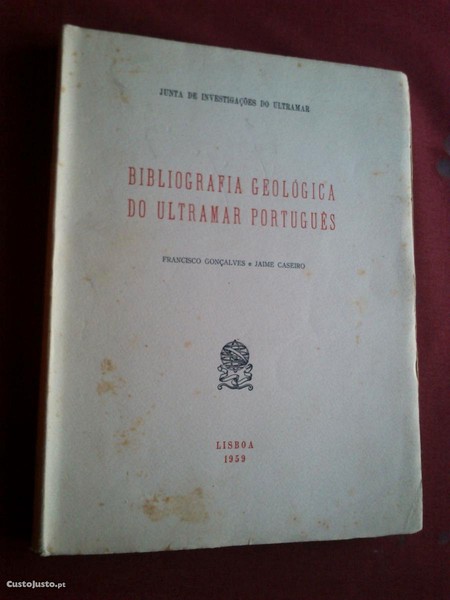 JUNTA DE INVESTIGAÇÕES DO ULTRAMAR
BIBLIOGRAFIA GEOLÓGICA
DO ULTRAMAR PORTUGUÊS
FRANCISCO GONÇALVES e JAIME CASEIRO
LISBOA
1959
CustoJusto.pt